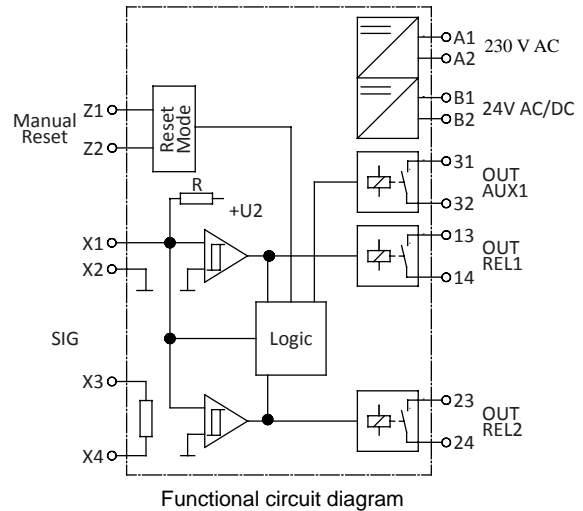 A1
230 V AC
A2
B1
24V AC/DC
B2
Manual
Reset
Z1
Z2
Reset
Mode
31
OUT
AUX1
32
R
+U2
X1
X2
13
OUT
REL1
14
SIG
Logic
X3
X4
23
OUT
REL2
24
Functional circuit diagram